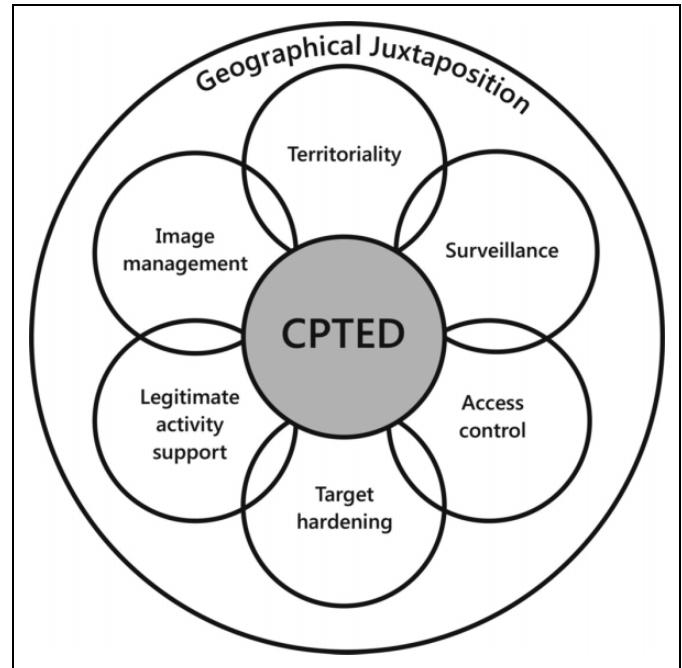 Geographical Juxtaposition
Territoriality
Image
management
Surveillance
CPTED
Legitimate
activity
support
Access
control
Target
hardening